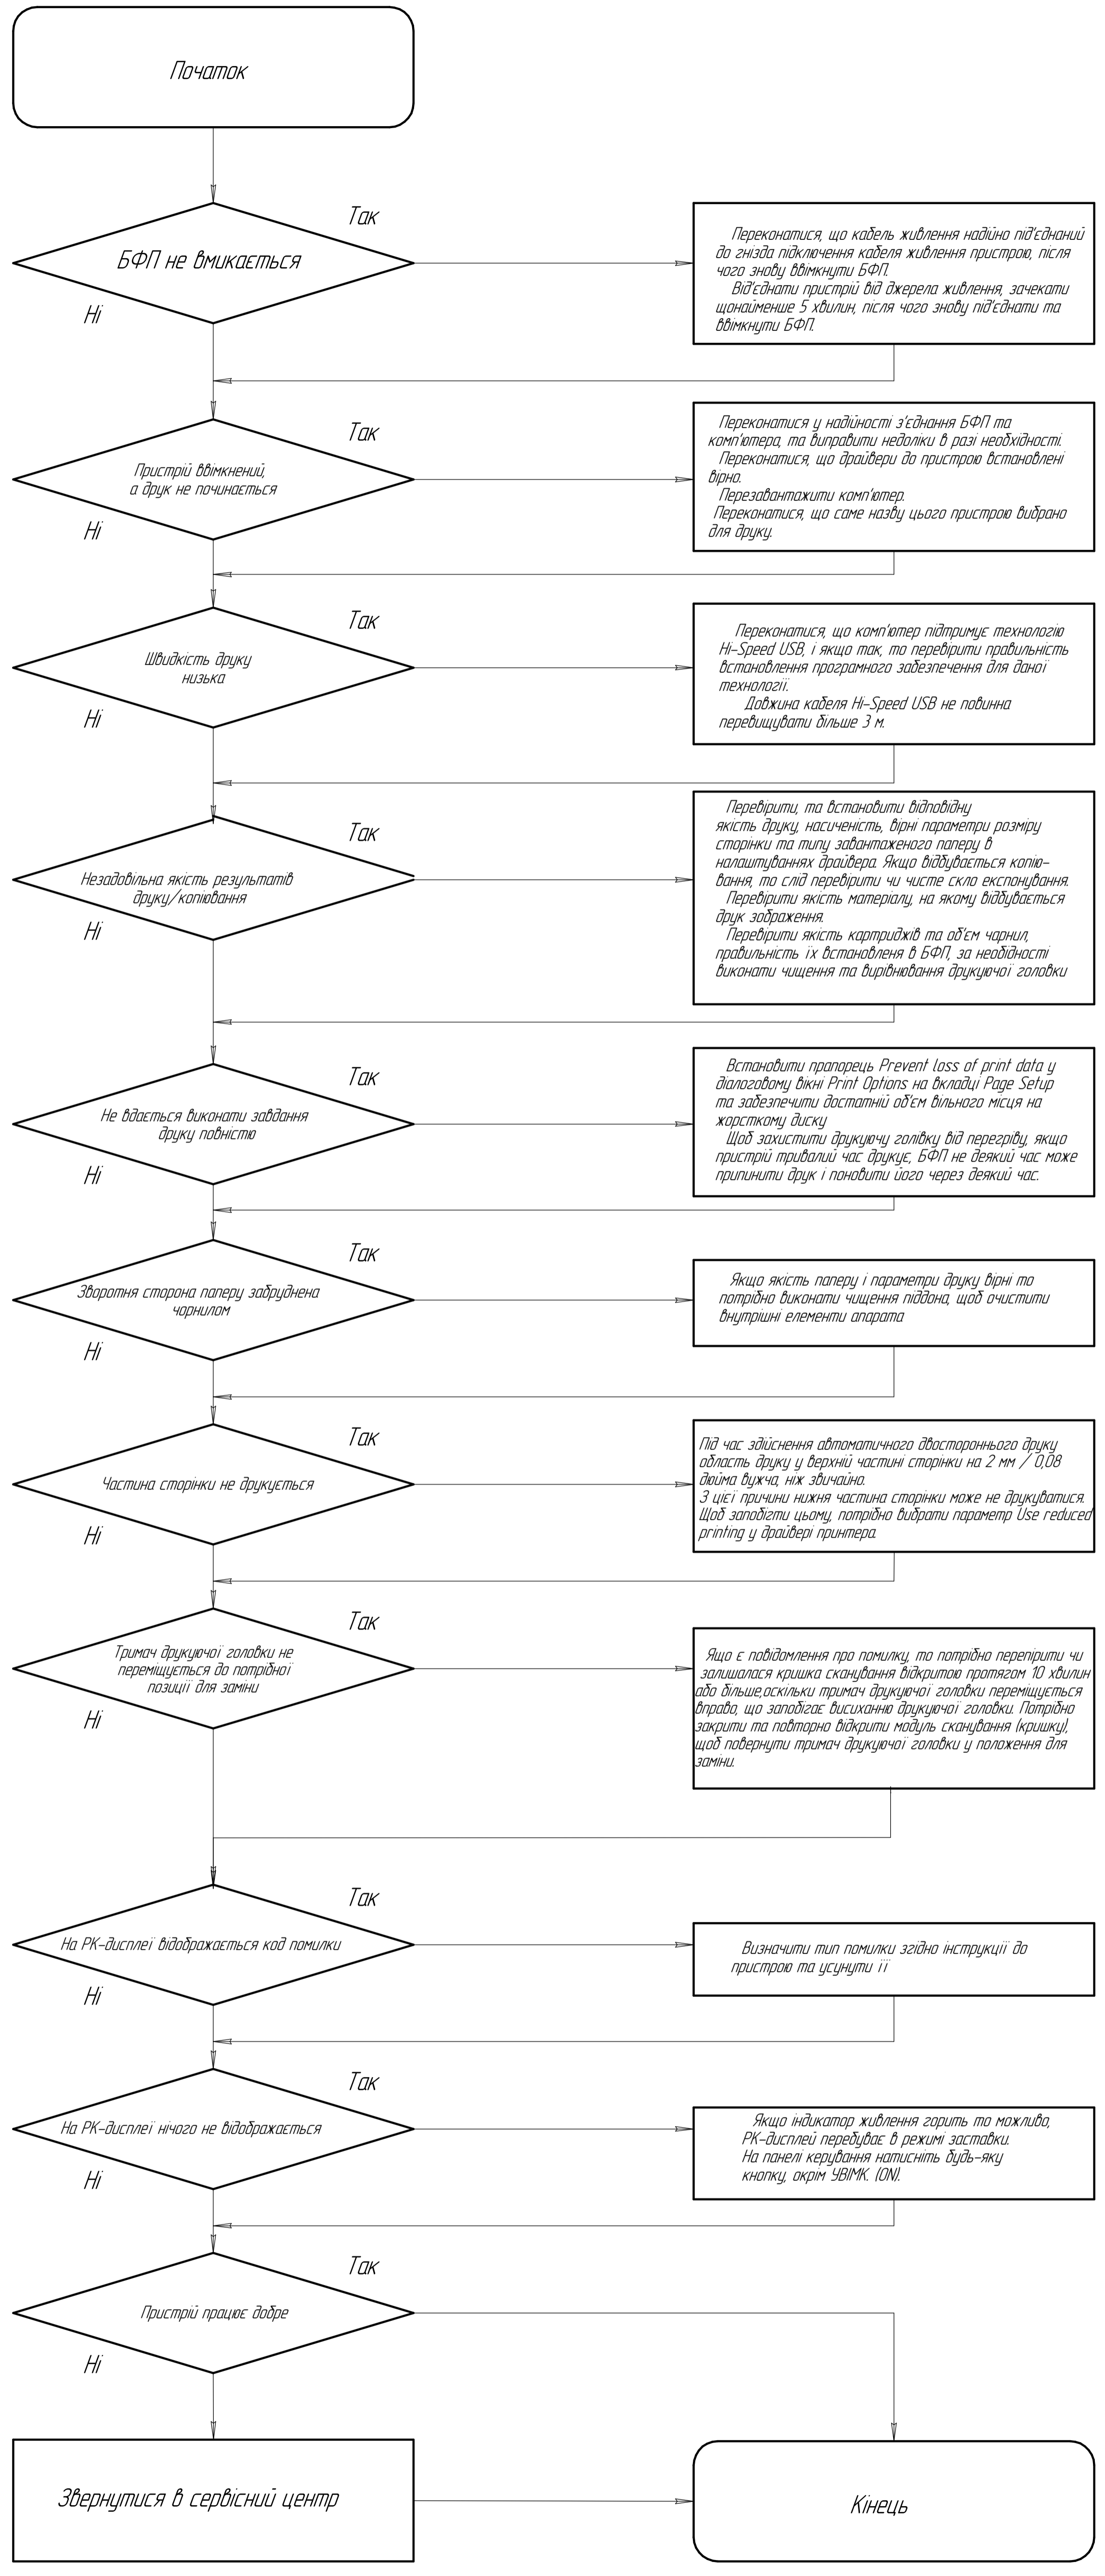 Початок
Так
БФП не вмикається
Ні
Переконатися, що кабель живлення надійно під'єднаний
до гнізда підключення кабеля живлення пристрою, після
чого знову ввімкнути БФП.
Від'єднати пристрій від джерела живлення, зачекати
щонайменше 5 хвилин, після чого знову під'єднати та
ввімкнути БФП.
Так
Пристрій ввімкнений,
а друк не починається
Ні
Переконатися у надійності з'єднання БФП та
комп'ютера, та виправити недоліки в разі необхідності.
Переконатися, що драйвери до пристрою встановлені
вірно.
Перезавантажити комп'ютер.
Переконатися, що саме назву цього пристрою вибрано
для друку.
Так
Швидкість друку
низька
Ні
Переконатися, що комп'ютер підтримує технологію
Hi-Speed USB, і якщо так, то перевірити правильність
встановлення програмного забезпечення для даної
технології.
Довжина кабеля Hi-Speed USB не повинна
перевищувати більше 3 м.
Так
Незадовільна якість результатів
друку/копіювання
Ні
Перевірити, та встановити відповідну
якість друку, насиченість, вірні параметри розміру
сторінки та типу завантаженого паперу в
налаштуваннях драйвера. Якщо відбувається копію-
вання, то слід перевірити чи чисте скло експонування.
Перевірити якість матеріалу, на якому відбувається
друк зображення.
Перевірити якість картриджів та об'єм чарнил,
правильність їх встановленя в БФП, за необідності
виконати чищення та вирівнювання друкуючої головки
Так
Не вдається виконати завдання
друку повністю
Ні
Встановити прапорець Prevent loss of print data у
діалоговому вікні Print Options на вкладці Page Setup
та забезпечити достатній об'єм вільного місця на
жорсткому диску
Щоб захистити друкуючу голівку від перегріву, якщо
пристрій тривалий час друкує, БФП не деякий час може
припинити друк і поновити його через деякий час.
Так
Зворотня сторона паперу забруднена
чорнилом
Ні
Якщо якість паперу і параметри друку вірні то
потрібно виконати чищення піддона, щоб очистити
внутрішні елементи апарата
Так
Частина сторінки не друкується
Ні
Під час здійснення автоматичного двостороннього друку
область друку у верхній частині сторінки на 2 мм / 0,08
дюйма вужча, ніж звичайно.
З цієї причини нижня частина сторінки може не друкуватися.
Щоб запобігти цьому, потрібно вибрати параметр Use reduced
printing у драйвері принтера.
Так
Тримач друкуючої головки не
переміщується до потрібної
позиції для заміни
Ні
Ящо є повідомлення про помилку, то потрібно перепірити чи
залишалася кришка сканування відкритою протягом 10 хвилин
або більше,оскільки тримач друкуючої головки переміщується
вправо, що запобігає висиханню друкуючої головки. Потрібно
закрити та повторно відкрити модуль сканування (кришку),
щоб повернути тримач друкуючої головки у положення для
заміни.
Так
На РК-дисплеї відображається код помилки
Ні
Визначити тип помилки згідно інструкції до
пристрою та усунути її
Так
На РК-дисплеї нічого не відображається
Ні
Якщо індикатор живлення горить то можливо,
РК-дисплей перебуває в режимі заставки.
На панелі керування натисніть будь-яку
кнопку, окрім УВІМК. (ON).
Так
Пристрій працює добре
Ні
Звернутися в сервісний центр
Кінець